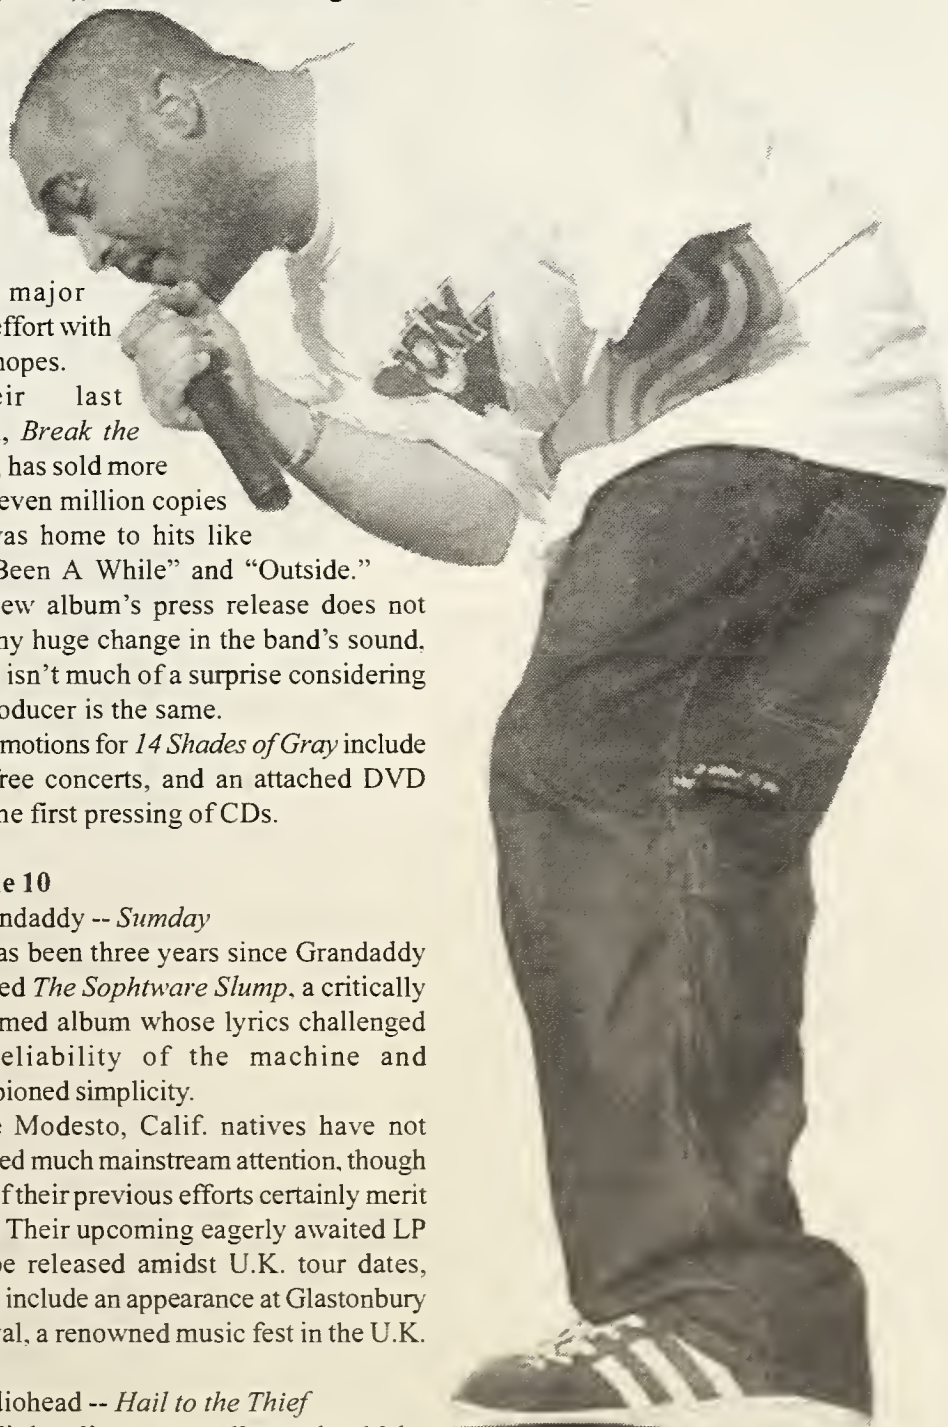 major
effort with
hopes.
last
Break the
has sold more
even million copies
was home to hits like
Been A While” and “Outside.”
ew album’s press release does not
ny huge change in the band’s sound,
isn’t much of a surprise considering
oducer is the same.
motions for 14 Shades of Gray include
free concerts, and an attached DVD
he first pressing of CDs.
e 10
ndaddy -- Sumday
as been three years since Grandaddy
ed The Sophtware Slump, a critically
med album whose lyrics challenged
eliability of the machine and
pioned simplicity.
e Modesto, Calif. natives have not
ed much mainstream attention, though
f their previous efforts certainly merit
Their upcoming eagerly awaited LP
be released amidst U.K. tour dates,
include an appearance at Glastonbury
val, a renowned music fest in the U.K.
diohead -- Hail to the Thief